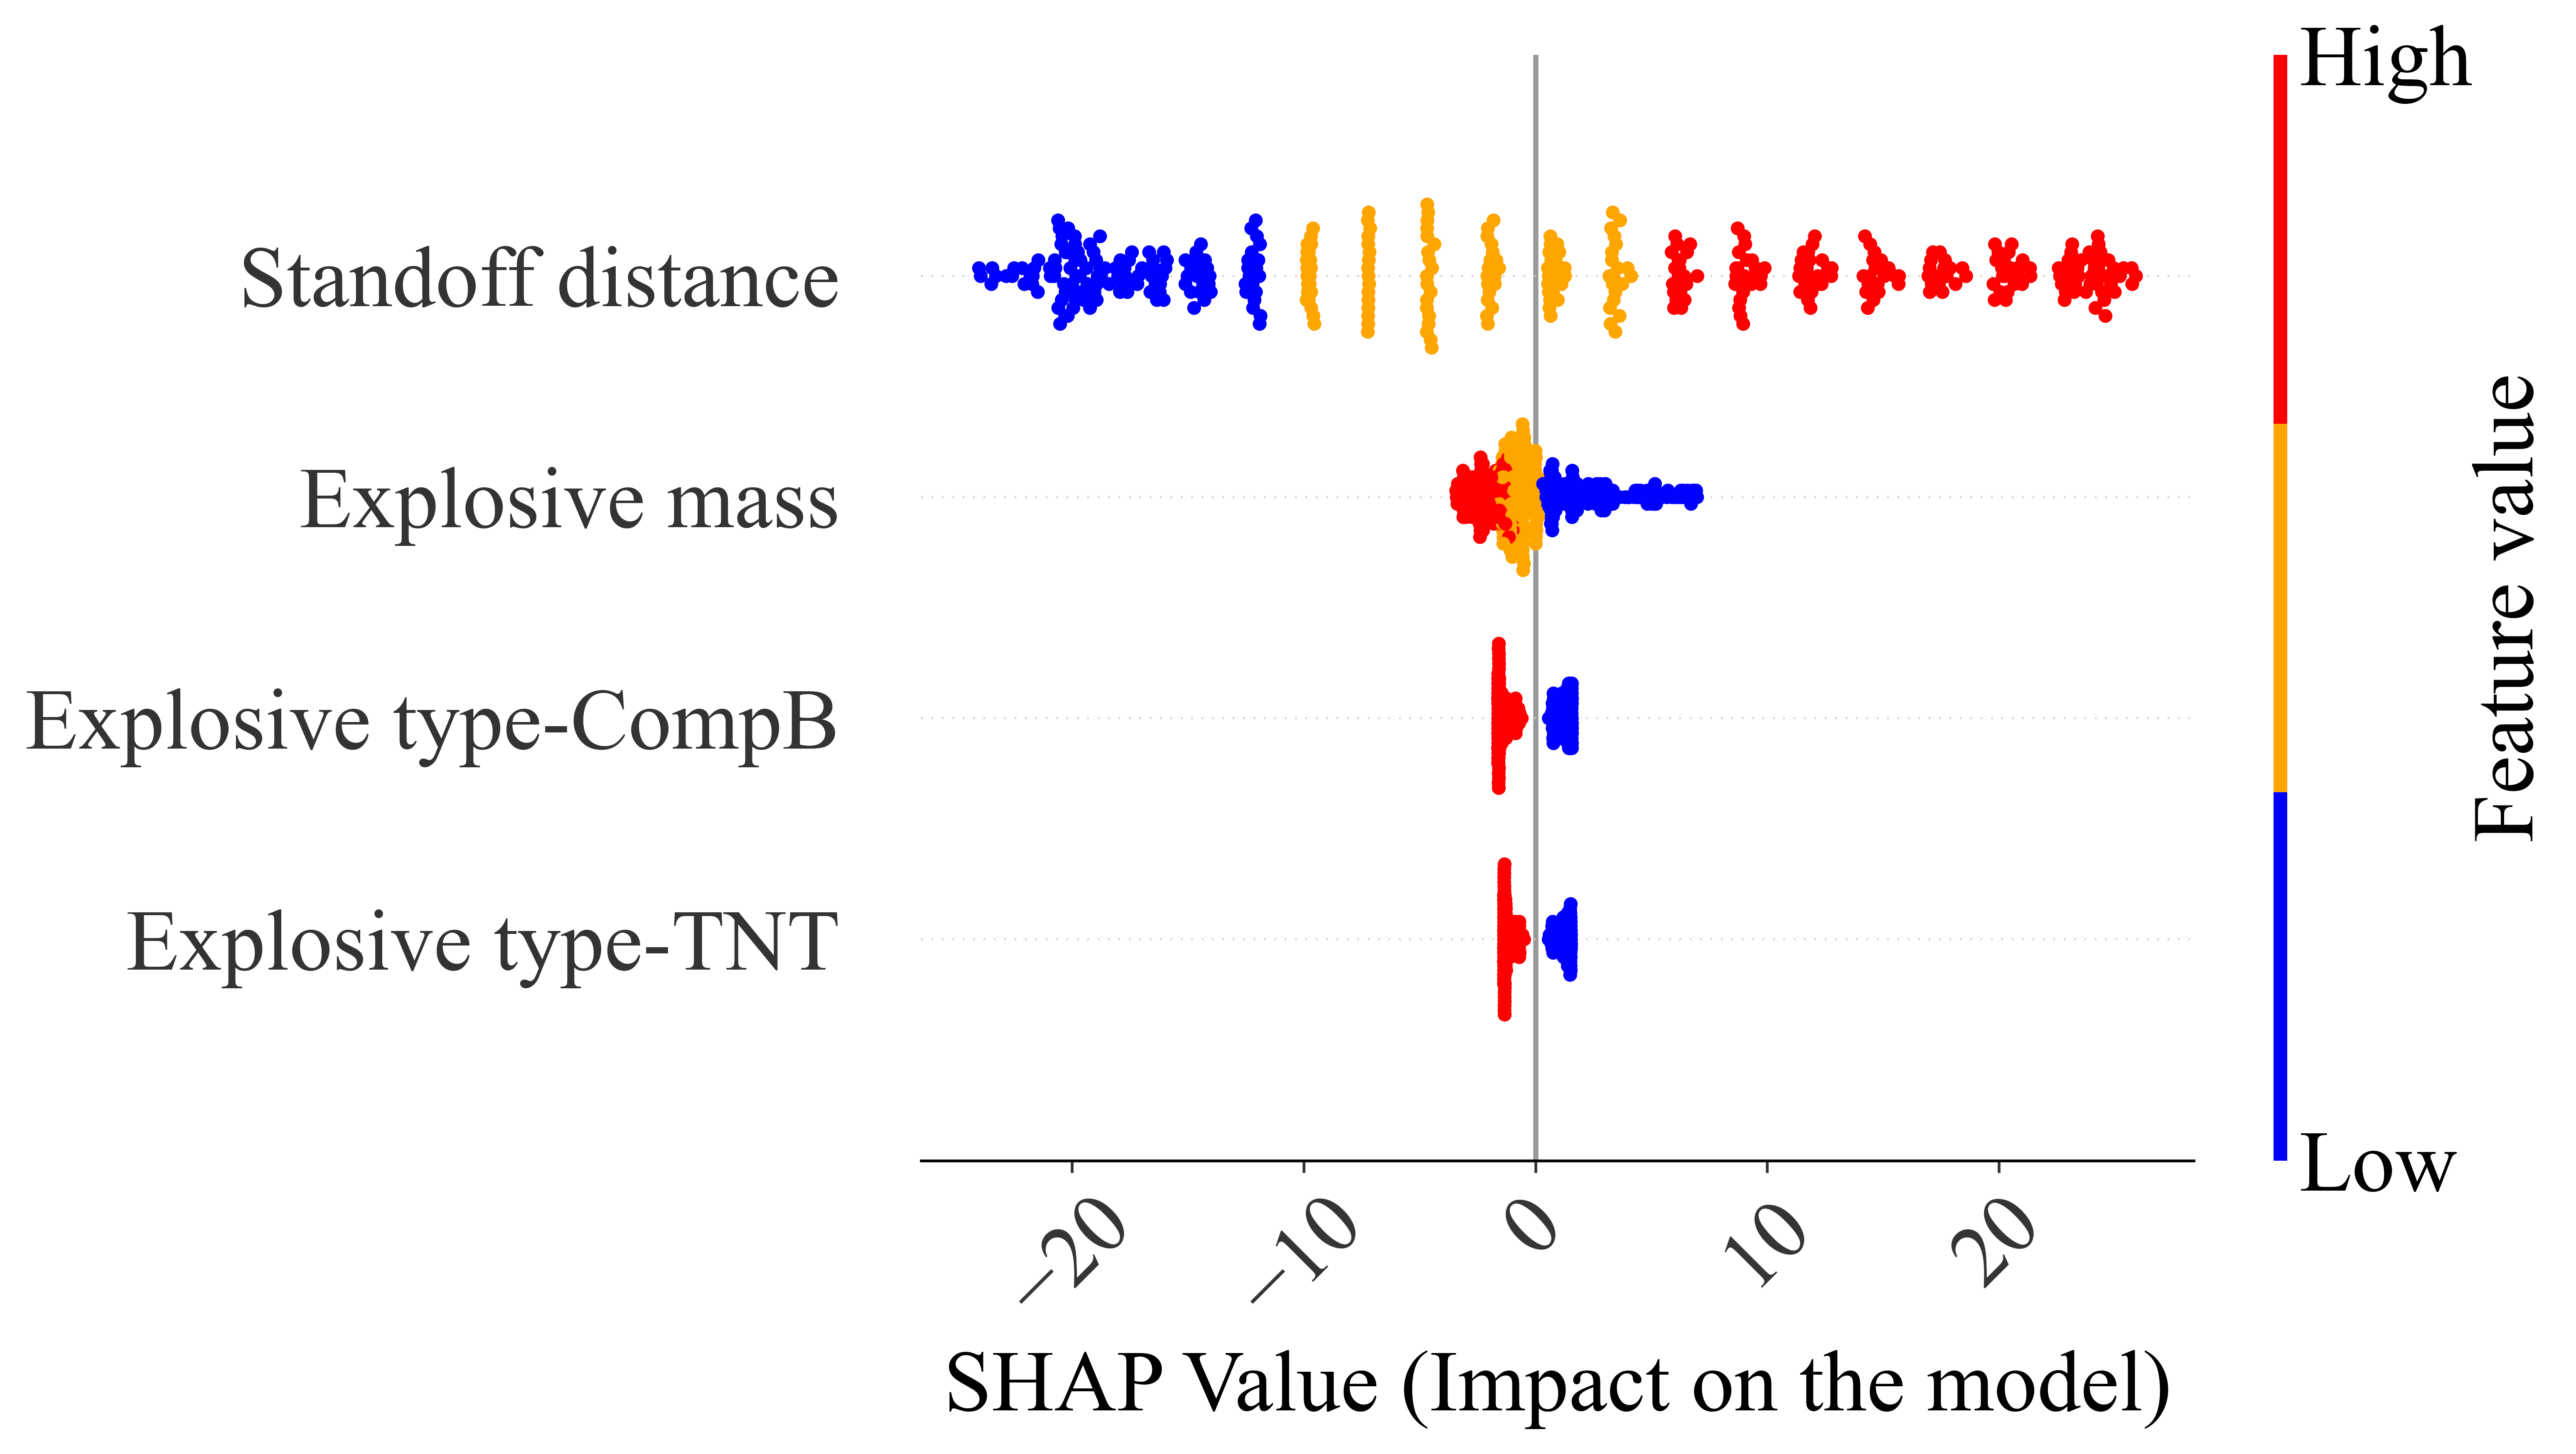 High
Standoff distance
Explosive mass
Explosive type-CompB
Explosive type-TNT
Feature value
Low
−20
−10
0
10
20
SHAP Value (Impact on the model)